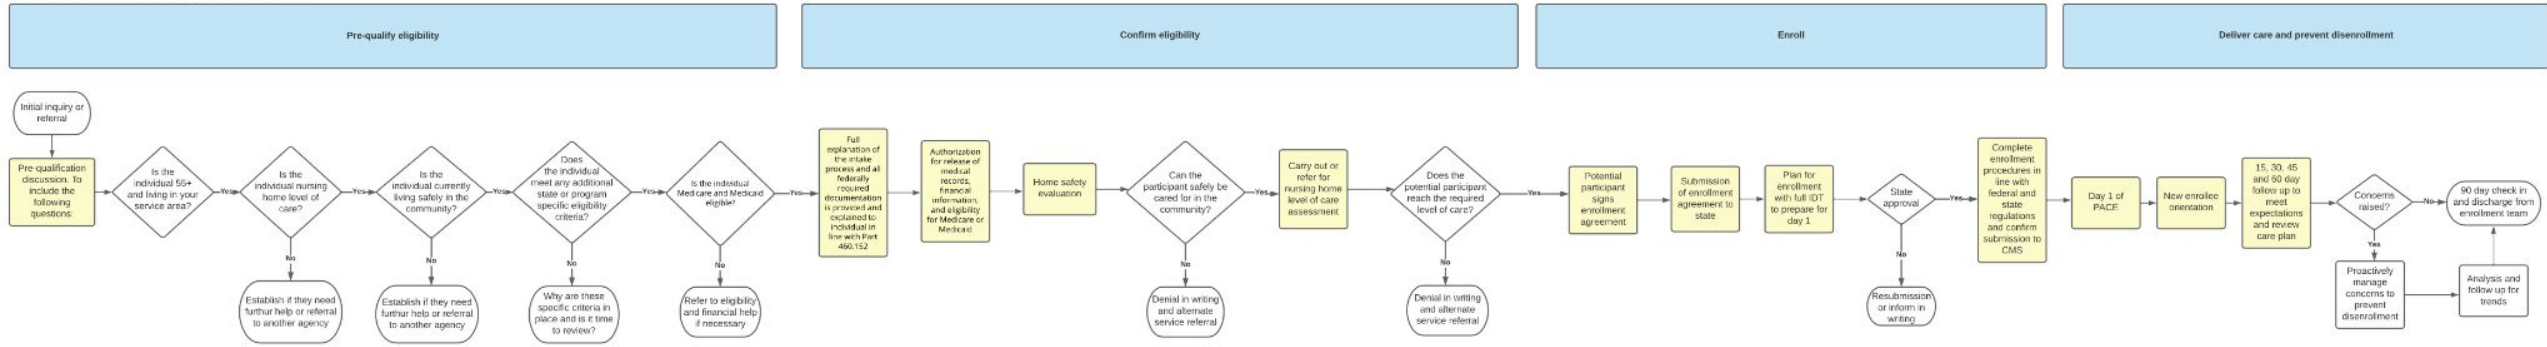 Pre-qualify eligibility
Confirm eligibility
Enroll
Deliver care and prevent disenrollment
Initial inquiry or
referral
Pre-qualification
discussion. To
include the
following
questions:
Is the
individual 55+
and living in your
service area?
Yes
Is the
individual nursing
home level of
care?
Yes
No
Establish if they need
furthur help or referral
to another agency
Is the
individual currently
living safely in the
community?
Yes
No
Establish if they need
furthur help or referral
to another agency
Does
the individual
meet any additional
state or program
specific eligibility
criteria?
Yes
No
Why are these
specific criteria in
place and is it time
to review?
Is the individual
Medicare and Medicaid
eligible?
Yes
No
Refer to eligibility
and financial help
if necessary
Full
explanation of
the intake
process and all
federally
required
documentation
is provided and
explained to
individual in
line with Part
460.152
Authorization
for release of
medical
records,
financial
information,
and eligibility
for Medicare or
Medicaid
Home safety
evaluation
Can the
participant safely be
cared for in the
community?
Yes
No
Denial in writing
and alternate
service referral
Carry out or
refer for
nursing home
level of care
assessment
Does the
potential participant
reach the required
level of care?
Yes
No
Denial in writing
and alternate
service referral
Potential
participant
signs
enrollment
agreement
Submission
of enrollment
agreement to
state
Plan for
enrollment
with full IDT
to prepare for
day 1
State
approval
Yes
No
Resubmission
or inform in
writing
Complete
enrollment
procedures in
line with
federal and
state
regulations
and confirm
submission to
CMS
Day 1 of
PACE
New enrollee
orientation
15, 30, 45
and 60 day
follow up to
meet
expectations
and review
care plan
Concerns
raised?
No
Yes
90 day check in
and discharge from
enrollment team
Proactively
manage
concerns to
prevent
disenrollment
Analysis and
follow up for
trends